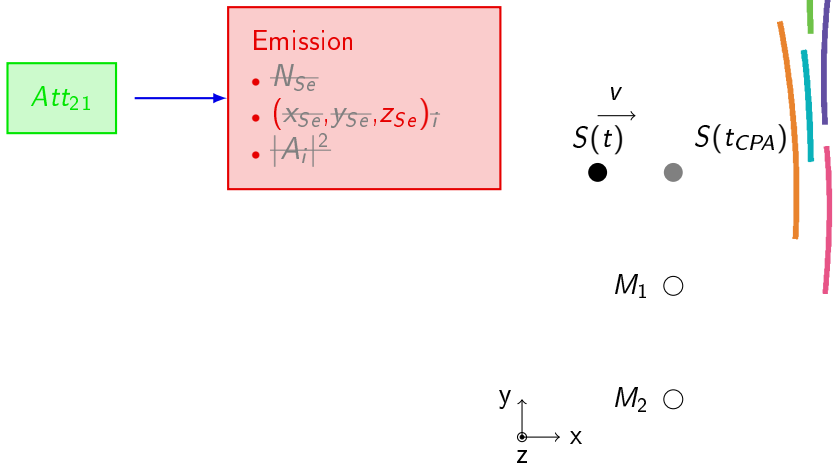 Att₂₁
Emission
• N_Se
• (x_Se,y_Se,z_Se)_i
• |A_i|²
v
S(t)
S(t_CPA)
M₁
M₂
y
x
z